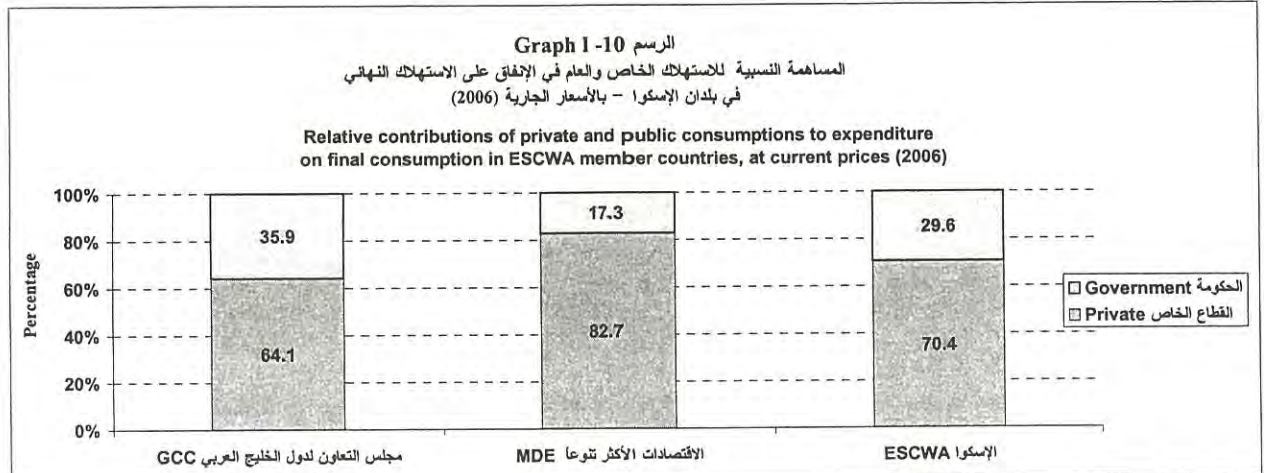 الرسم Graph I -10
المساهمة النسبية للاستهلاك الخاص والعام في الإنفاق على الاستهلاك النهائي
في بلدان الإسكوا – بالأسعار الجارية (2006)
Relative contributions of private and public consumptions to expenditure
on final consumption in ESCWA member countries, at current prices (2006)
Percentage
100%
80%
60%
40%
20%
0%
35.9
64.1
17.3
82.7
29.6
70.4
مجلس التعاون لدول الخليج العربي GCC
الاقتصادات الأكثر تنوعاً MDE
الإسكوا ESCWA
الحكومة Government
القطاع الخاص Private